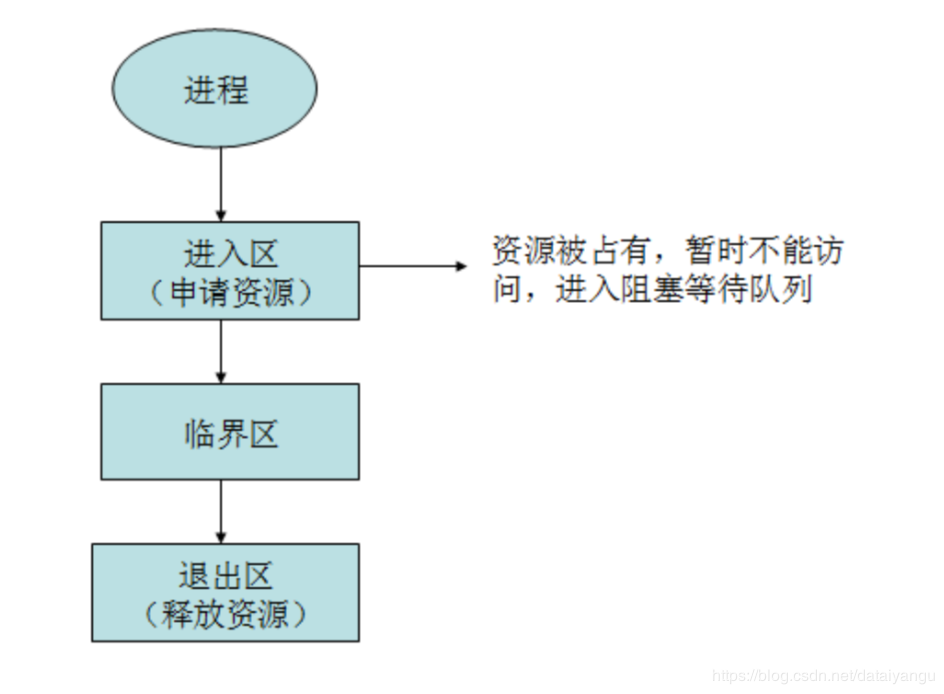 进程
进入区
（申请资源）
资源被占有，暂时不能访
问，进入阻塞等待队列
临界区
退出区
（释放资源）
https://blog.csdn.net/dataiyangu